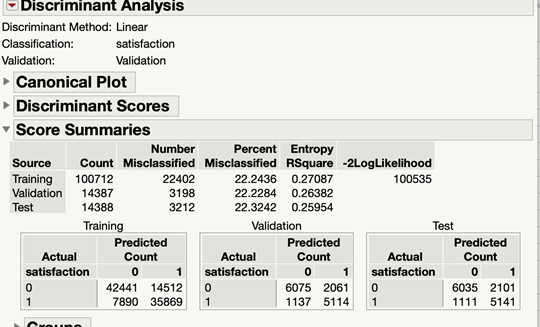 Discriminant Analysis
Discriminant Method: Linear
Classification: satisfaction
Validation: Validation
Canonical Plot
Discriminant Scores
Score Summaries
Number Percent Entropy
Source Count Misclassified Misclassified RSquare -2LogLikelihood
Training 100712 22402 22.2436 0.27087 100535
Validation 14387 3198 22.2284 0.26382
Test 14388 3212 22.3242 0.25954
Training Validation Test
Predicted Predicted Predicted
Actual Count Actual Count Actual Count
satisfaction 0 1 satisfaction 0 1 satisfaction 0 1
0 42441 14512 0 6075 2061 0 6035 2101
1 7890 35869 1 1137 5114 1 1111 5141
Groups